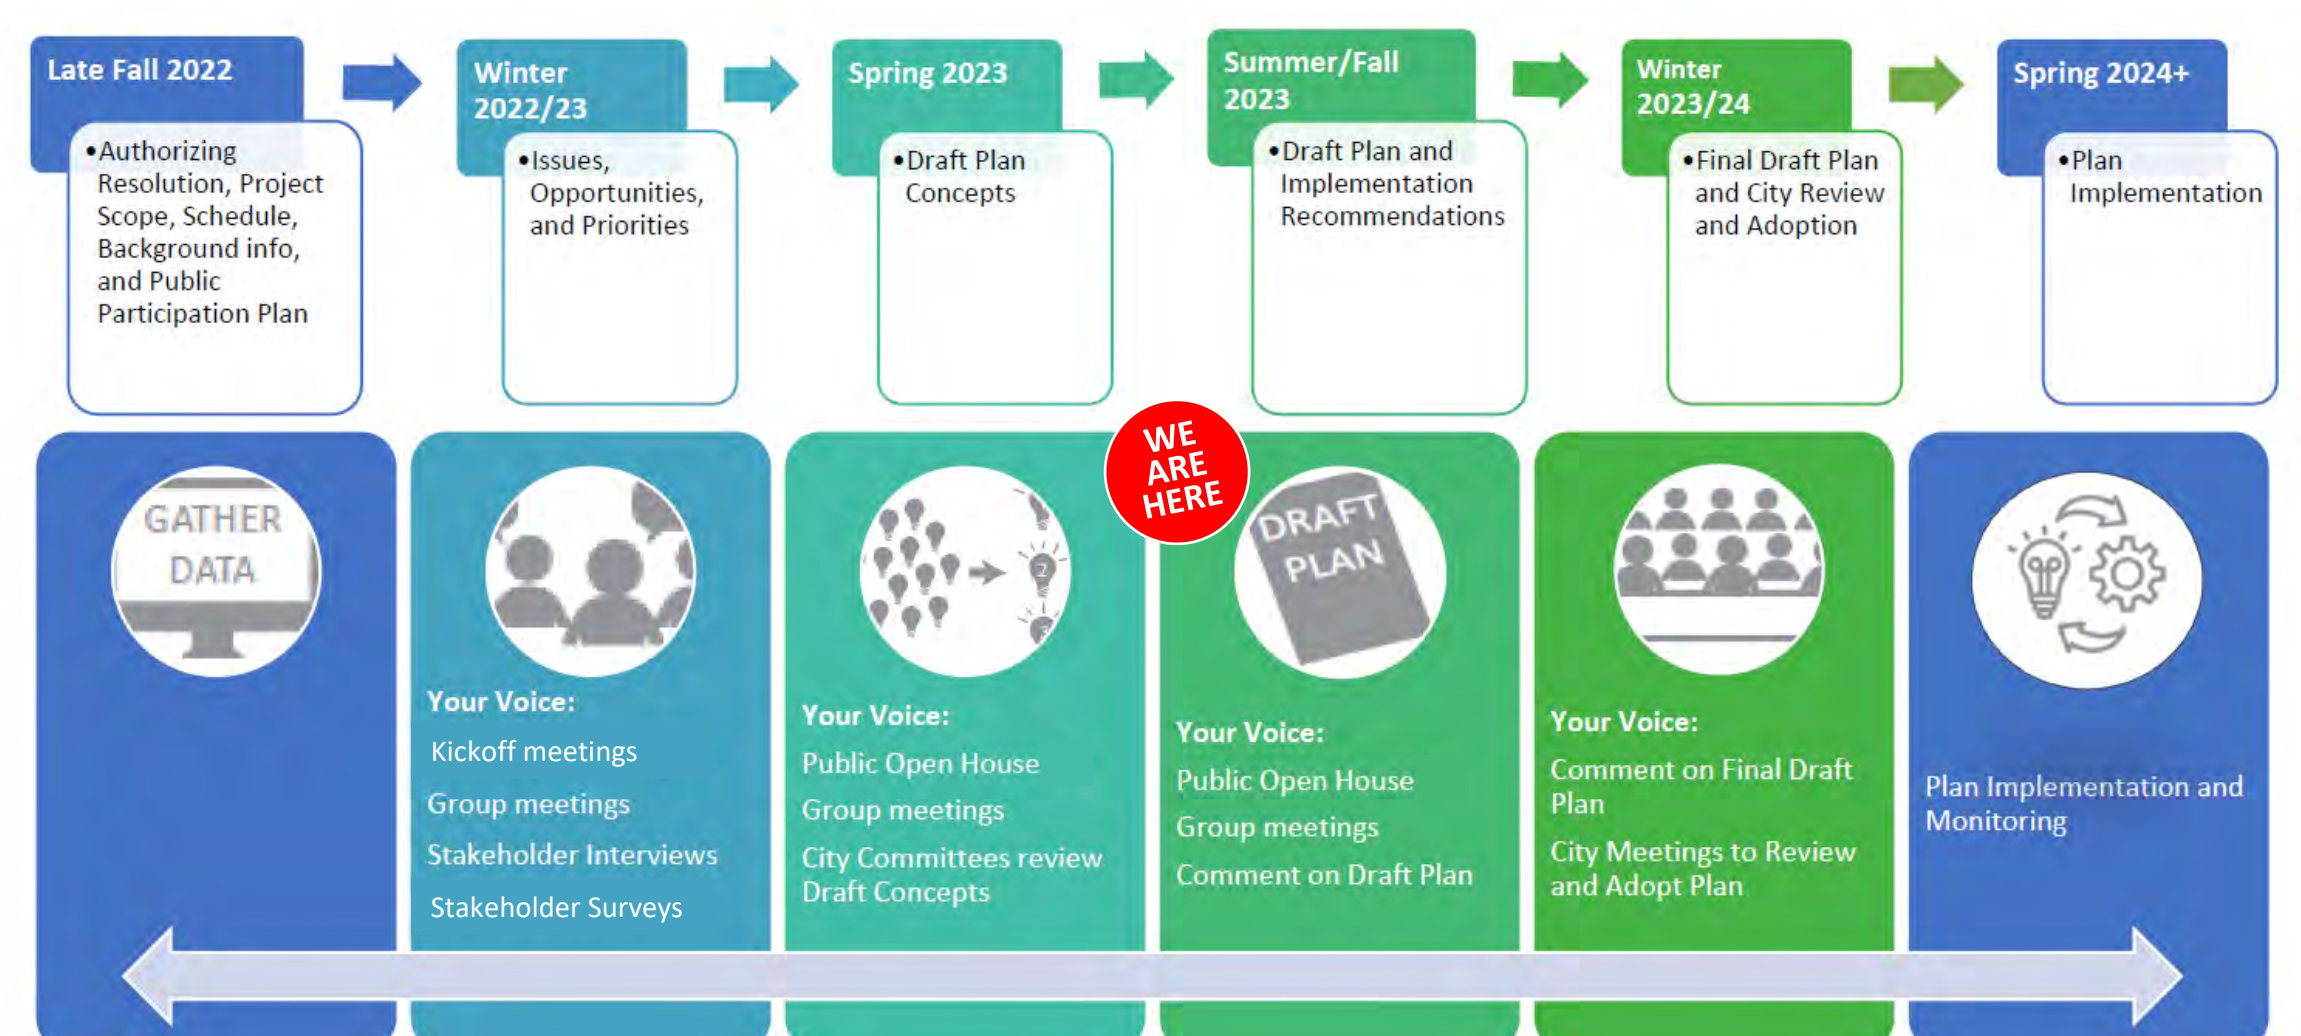 Late Fall 2022
•Authorizing
Resolution, Project
Scope, Schedule,
Background info,
and Public
Participation Plan
Winter
2022/23
•Issues,
Opportunities,
and Priorities
Spring 2023
•Draft Plan
Concepts
Summer/Fall
2023
•Draft Plan and
Implementation
Recommendations
Winter
2023/24
•Final Draft Plan
and City Review
and Adoption
Spring 2024+
•Plan
Implementation
WE
ARE
HERE
GATHER
DATA
Your Voice:
Kickoff meetings
Group meetings
Stakeholder Interviews
Stakeholder Surveys
2
3
Your Voice:
Public Open House
Group meetings
City Committees review
Draft Concepts
DRAFT
PLAN
Your Voice:
Public Open House
Group meetings
Comment on Draft Plan
Your Voice:
Comment on Final Draft
Plan
City Meetings to Review
and Adopt Plan
Plan Implementation and
Monitoring